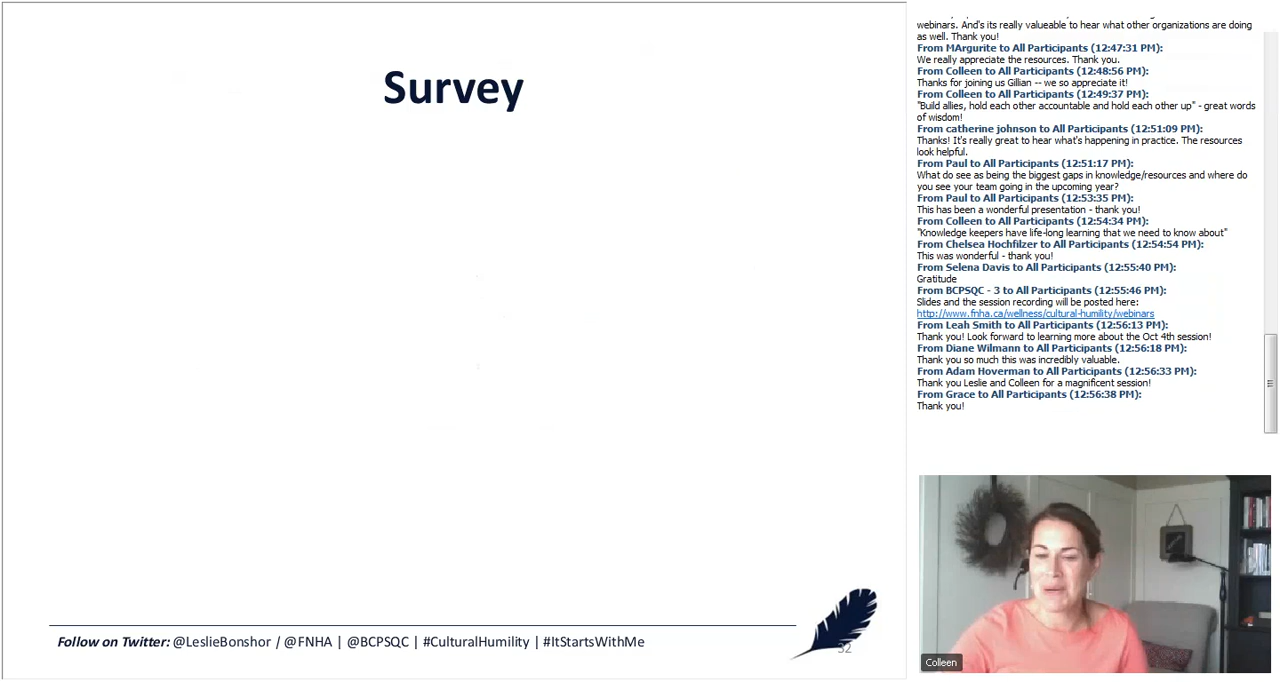 Survey
Follow on Twitter: @LeslieBonshor / @FNHA | @BCPSQC | #CulturalHumility | #ItStartsWithMe
32
webinars. And's its really valueable to hear what other organizations are doing
as well. Thank you!
From MArgurite to All Participants (12:47:31 PM):
We really appreciate the resources. Thank you.
From Colleen to All Participants (12:48:56 PM):
Thanks for joining us Gillian -- we so appreciate it!
From Colleen to All Participants (12:49:37 PM):
"Build allies, hold each other accountable and hold each other up" - great words
of wisdom!
From catherine johnson to All Participants (12:51:09 PM):
Thanks! It's really great to hear what's happening in practice. The resources
look helpful.
From Paul to All Participants (12:51:17 PM):
What do see as being the biggest gaps in knowledge/resources and where do
you see your team going in the upcoming year?
From Paul to All Participants (12:53:35 PM):
This has been a wonderful presentation - thank you!
From Colleen to All Participants (12:54:34 PM):
"Knowledge keepers have life-long learning that we need to know about"
From Chelsea Hochfilzer to All Participants (12:54:54 PM):
This was wonderful - thank you!
From Selena Davis to All Participants (12:55:40 PM):
Gratitude
From BCPSQC - 3 to All Participants (12:55:46 PM):
Slides and the session recording will be posted here:
http://www.fnha.ca/wellness/cultural-humility/webinars
From Leah Smith to All Participants (12:56:13 PM):
Thank you! Look forward to learning more about the Oct 4th session!
From Diane Wilmann to All Participants (12:56:18 PM):
Thank you so much this was incredibly valuable.
From Adam Hoverman to All Participants (12:56:33 PM):
Thank you Leslie and Colleen for a magnificent session!
From Grace to All Participants (12:56:38 PM):
Thank you!
Colleen